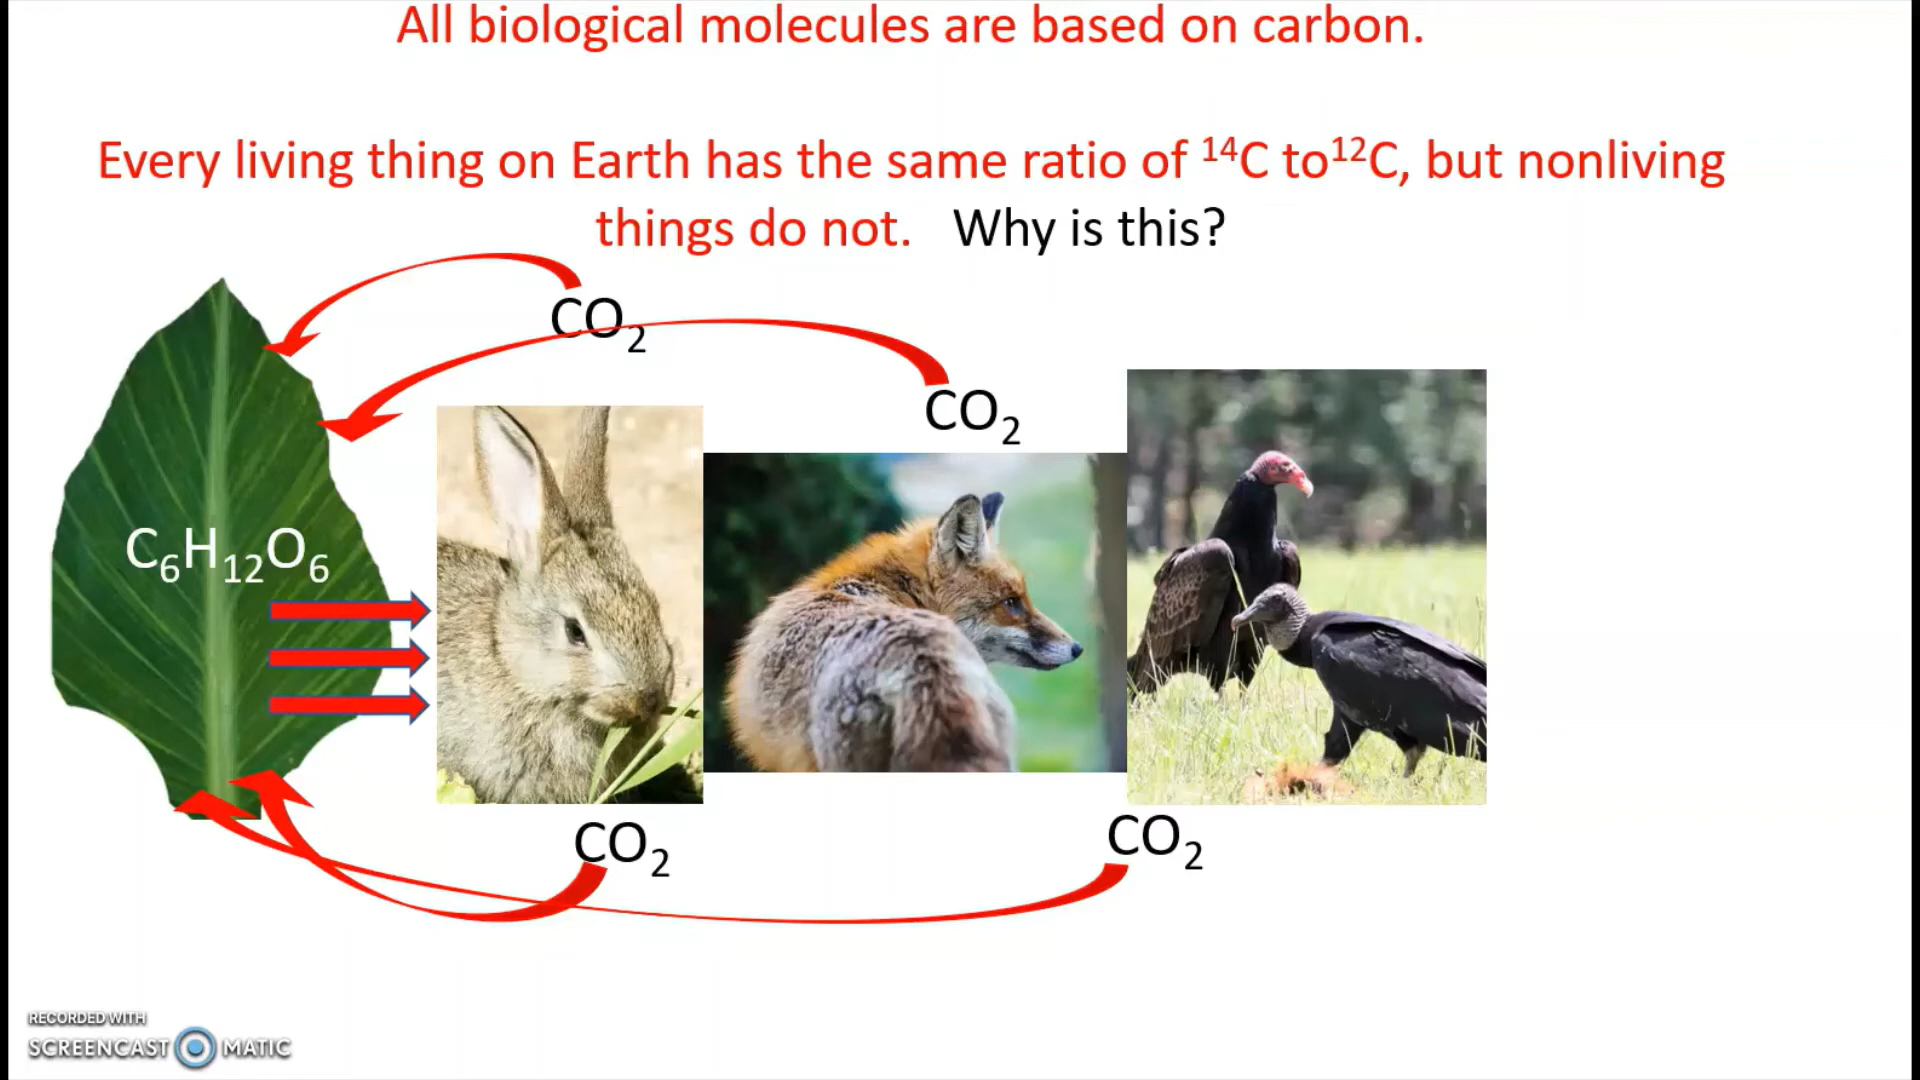 All biological molecules are based on carbon.
Every living thing on Earth has the same ratio of ¹⁴C to¹²C, but nonliving
things do not. Why is this?
CO₂
CO₂
C₆H₁₂O₆
CO₂
CO₂
RECORDED WITH
SCREENCAST MATIC